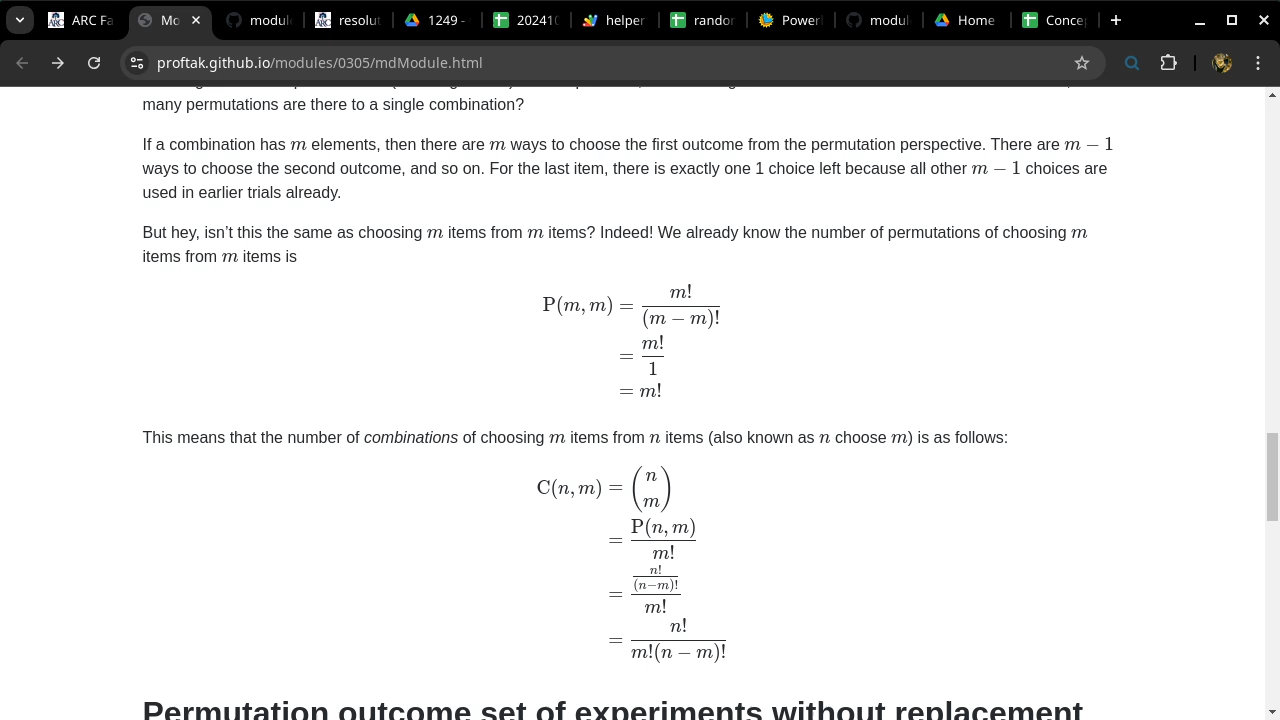 ARC Fa
Mo
modul
resolut
1249 -
202410
helper
randor
Power
modul
Home
Conce
proftak.github.io/modules/0305/mdModule.html
many permutations are there to a single combination?
If a combination has m elements, then there are m ways to choose the first outcome from the permutation perspective. There are m − 1
ways to choose the second outcome, and so on. For the last item, there is exactly one 1 choice left because all other m − 1 choices are
used in earlier trials already.
But hey, isn’t this the same as choosing m items from m items? Indeed! We already know the number of permutations of choosing m
items from m items is
P(m, m) = m! / (m − m)!
= m! / 1
= m!
This means that the number of combinations of choosing m items from n items (also known as n choose m) is as follows:
C(n, m) = (n m)
= P(n, m) / m!
= n! / (n−m)! / m!
= n! / m!(n − m)!
Permutation outcome set of experiments without replacement